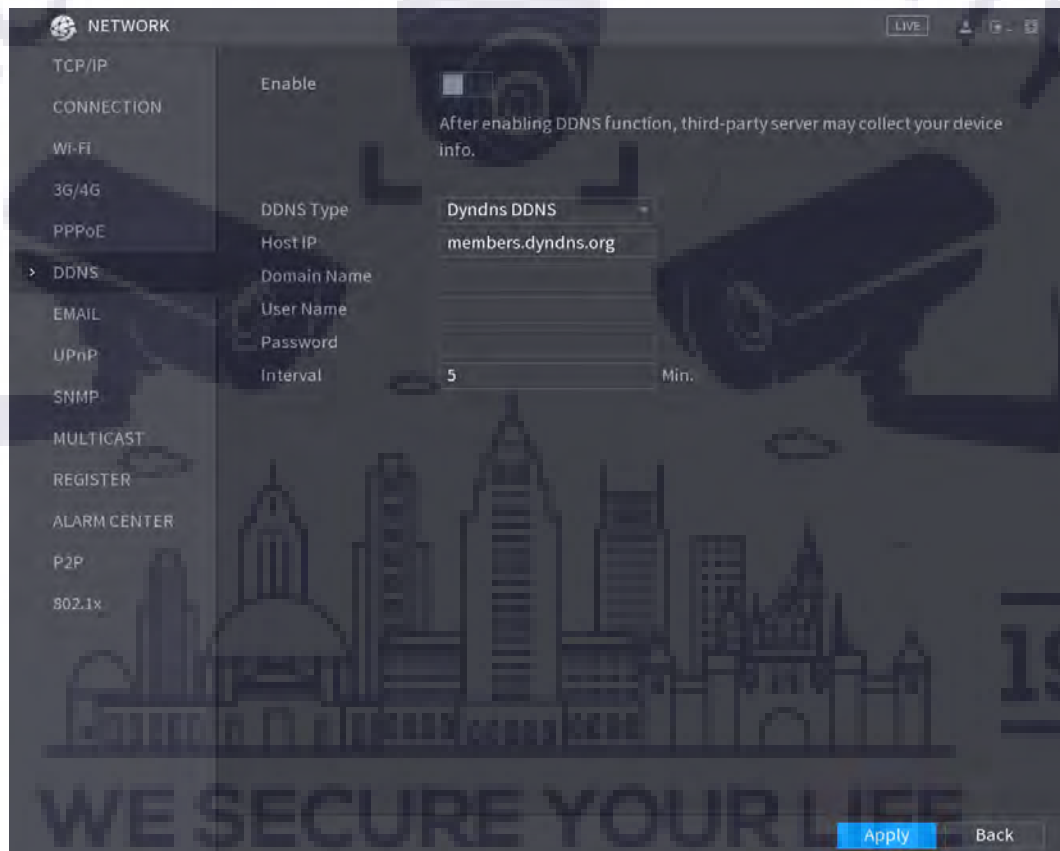 NETWORK
LIVE
TCP/IP
CONNECTION
Wi-Fi
3G/4G
PPPoE
DDNS
EMAIL
UPnP
SNMP
MULTICAST
REGISTER
ALARM CENTER
P2P
802.1x
Enable
After enabling DDNS function, third-party server may collect your device
info.
DDNS Type Dyndns DDNS
Host IP members.dyndns.org
Domain Name
User Name
Password
Interval 5 Min.
WE SECURE YOUR LIFE
Apply Back